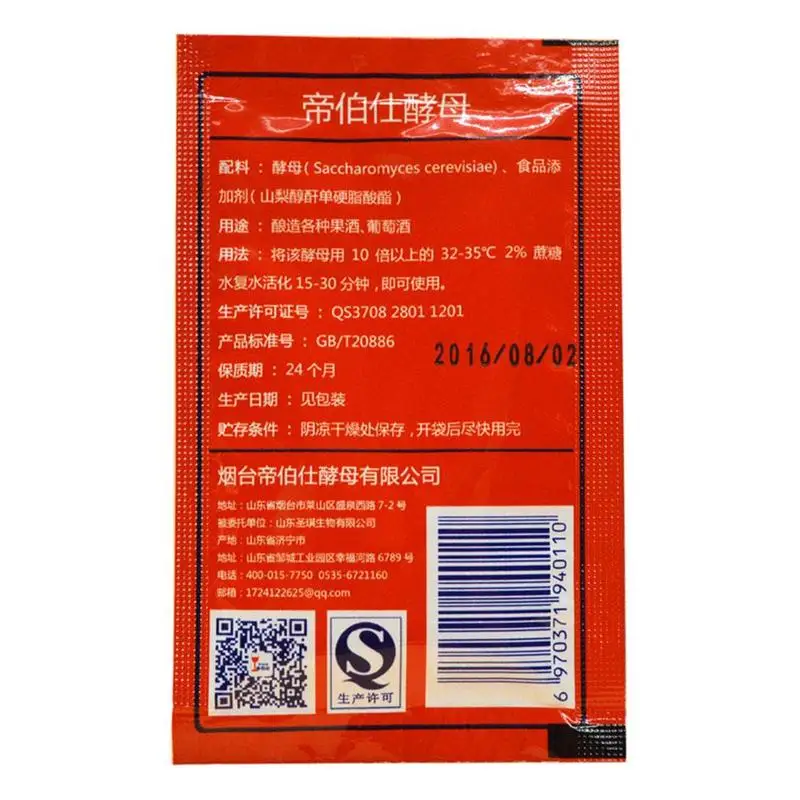 帝伯仕酵母
配料：酵母( Saccharomyces cerevisiae) 、食品添
加剂（山梨醇酐单硬脂酸酯）
用途： 酿造各种果酒、葡萄酒
用法：将该酵母用 10 倍以上的 32-35℃ 2% 蔗糖
水复水活化 15-30 分钟，即可使用。
生产许可证号： QS3708 2801 1201
产品标准号： GB/T20886
2016/08/02
保质期：24 个月
生产日期： 见包装
贮存条件： 阴凉干燥处保存，开袋后尽快用完
烟台帝伯仕酵母有限公司
地址：山东省烟台市莱山区盛泉西路 7-2 号
被委托单位：山东圣琪生物有限公司
产地：山东省济宁市
地址：山东省邹城工业园区幸福河路 6789 号
电话：400-015-7750 0535-6721160
邮箱：1724122625@qq.com
生产许可
6 970371 940110